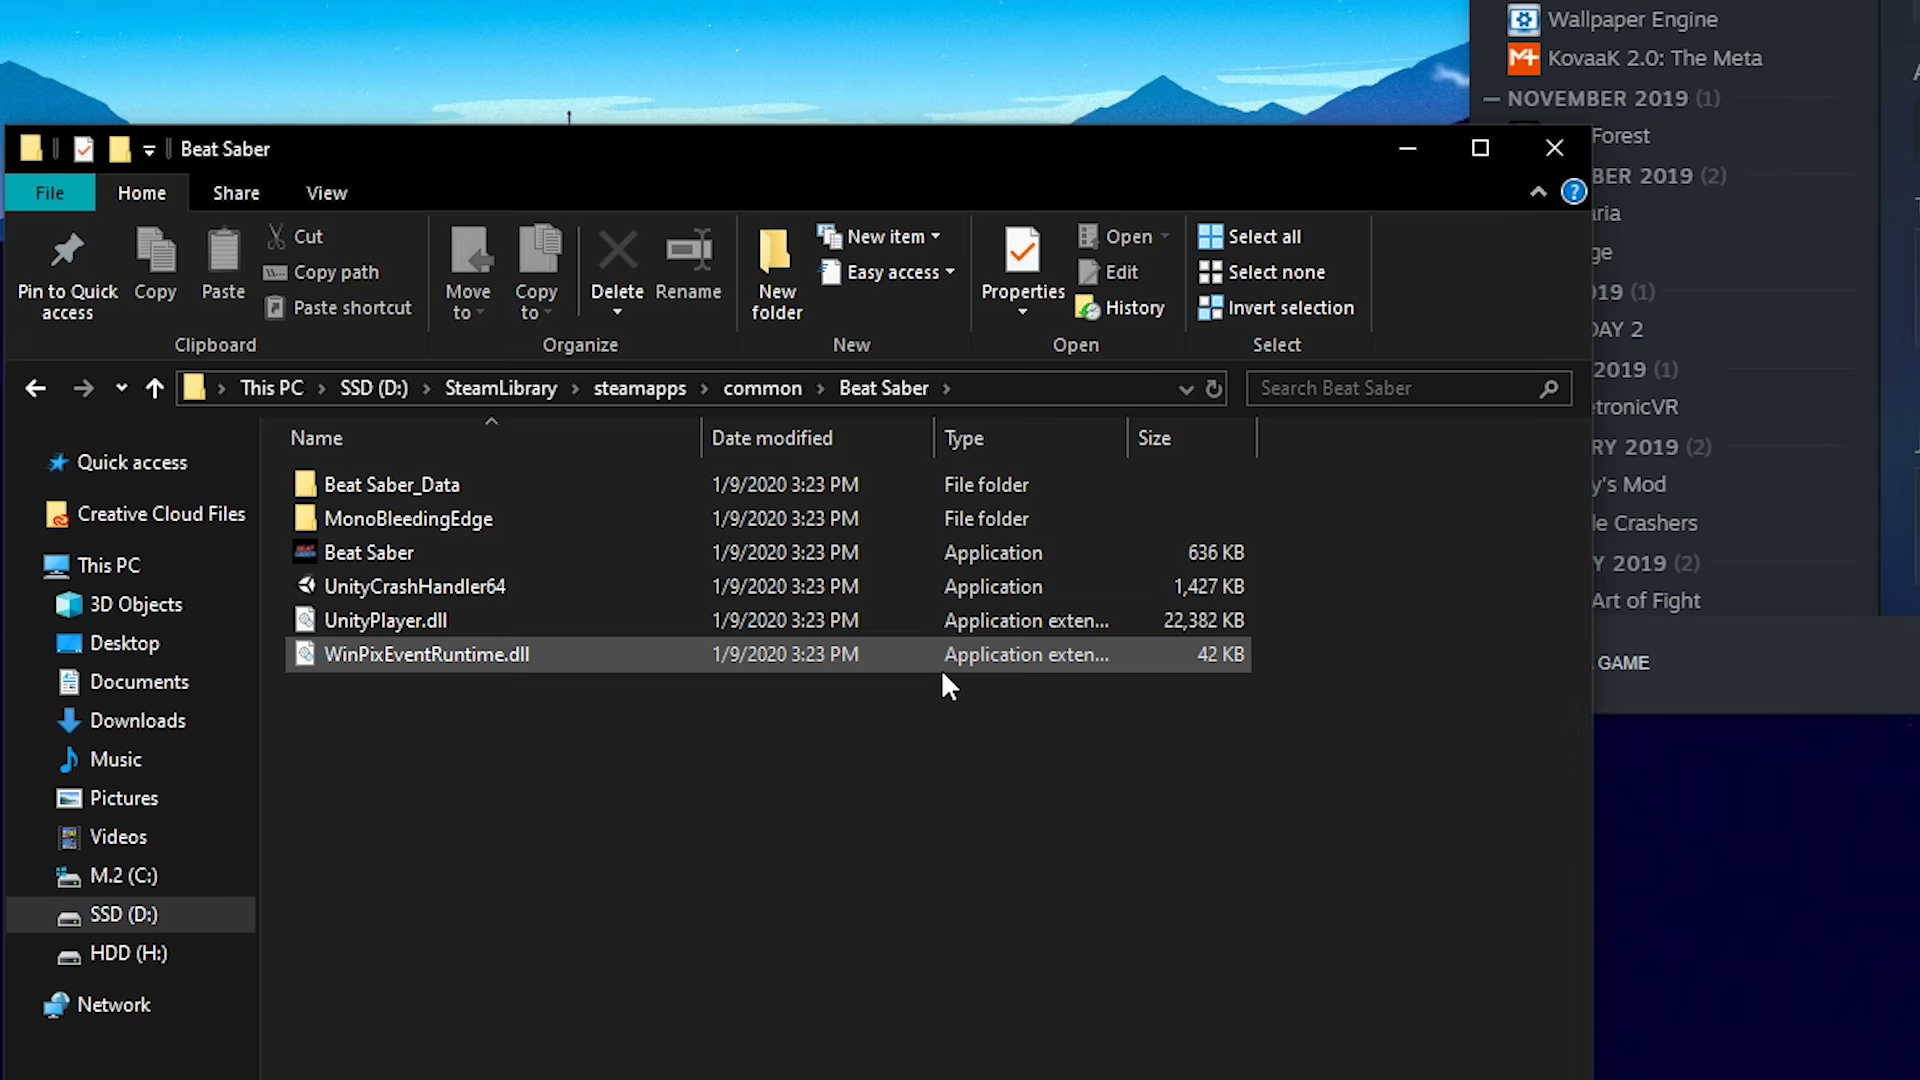 Wallpaper Engine
KovaaK 2.0: The Meta
NOVEMBER 2019 (1)
Forest
BER 2019 (2)
aria
ge
019 (1)
DAY 2
2019 (1)
etronicVR
RY 2019 (2)
y's Mod
le Crashers
Y 2019 (2)
Art of Fight
GAME
Beat Saber
File Home Share View
Pin to Quick access
Copy
Paste
Cut
Copy path
Paste shortcut
Clipboard
Move to
Copy to
Delete
Rename
Organize
New folder
New item
Easy access
New
Properties
Open
Edit
History
Open
Select all
Select none
Invert selection
Select
This PC > SSD (D:) > SteamLibrary > steamapps > common > Beat Saber >
Search Beat Saber
Quick access
Creative Cloud Files
This PC
3D Objects
Desktop
Documents
Downloads
Music
Pictures
Videos
M.2 (C:)
SSD (D:)
HDD (H:)
Network
Name Date modified Type Size
Beat Saber_Data 1/9/2020 3:23 PM File folder
MonoBleedingEdge 1/9/2020 3:23 PM File folder
Beat Saber 1/9/2020 3:23 PM Application 636 KB
UnityCrashHandler64 1/9/2020 3:23 PM Application 1,427 KB
UnityPlayer.dll 1/9/2020 3:23 PM Application exten... 22,382 KB
WinPixEventRuntime.dll 1/9/2020 3:23 PM Application exten... 42 KB